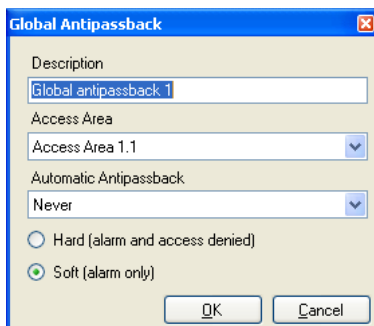 Global Antipassback
Description
Global antipassback 1
Access Area
Access Area 1.1
Automatic Antipassback
Never
Hard (alarm and access denied)
Soft (alarm only)
OK Cancel